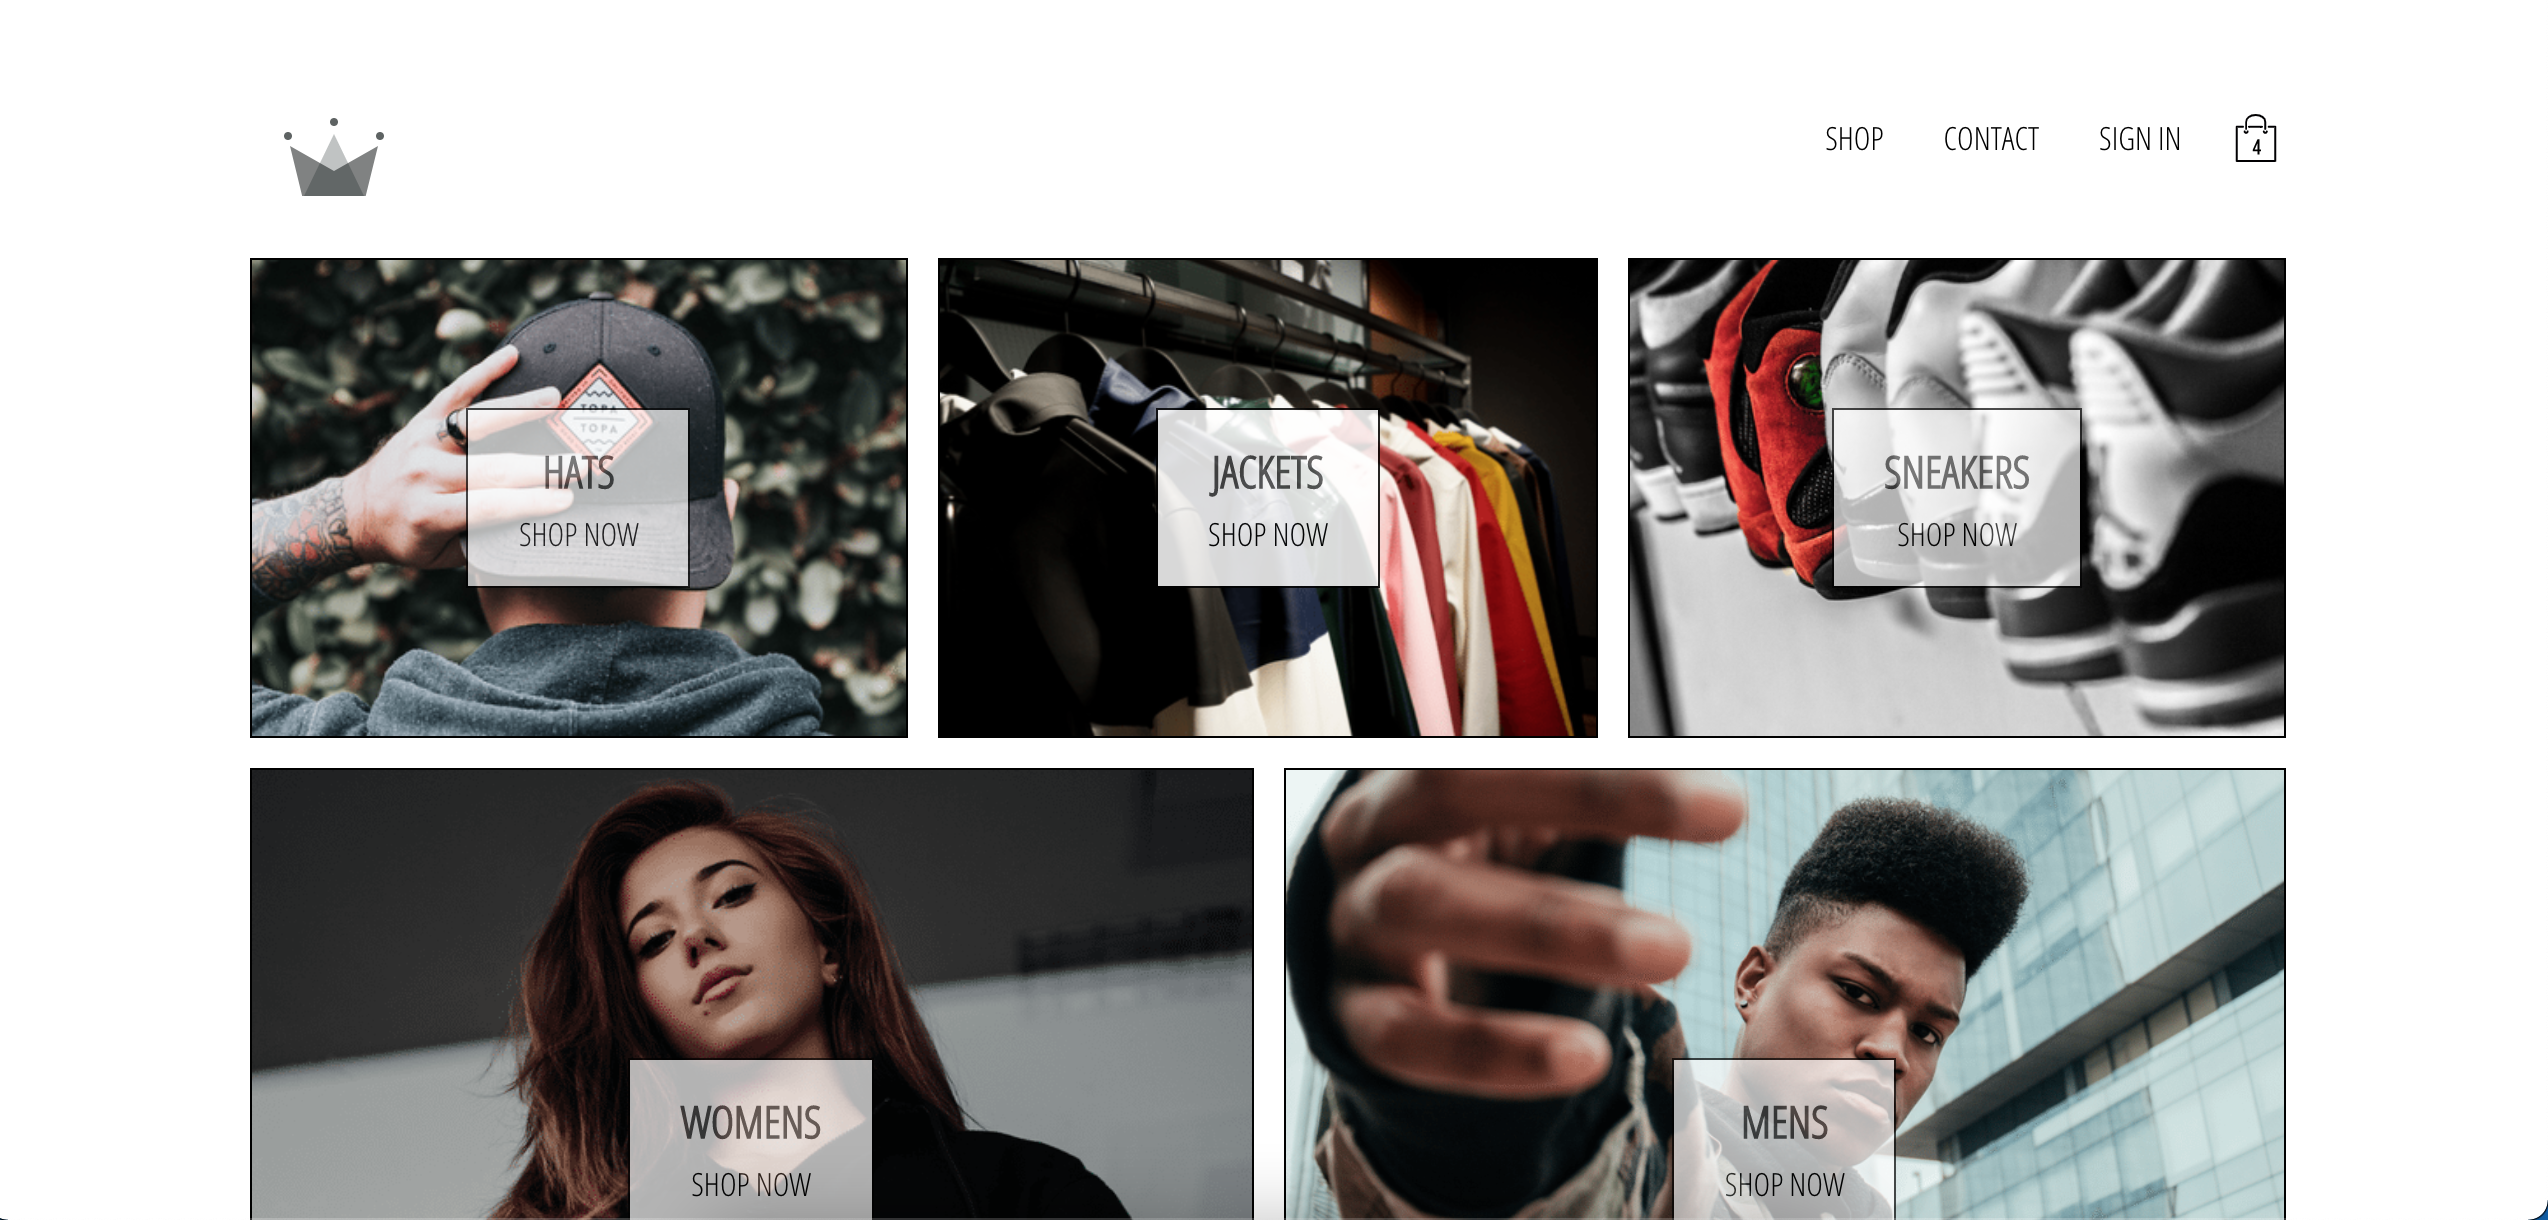 SHOP CONTACT SIGN IN 4
TOPA
TOPA
HATS
SHOP NOW
JACKETS
SHOP NOW
SNEAKERS
SHOP NOW
WOMENS
SHOP NOW
MENS
SHOP NOW